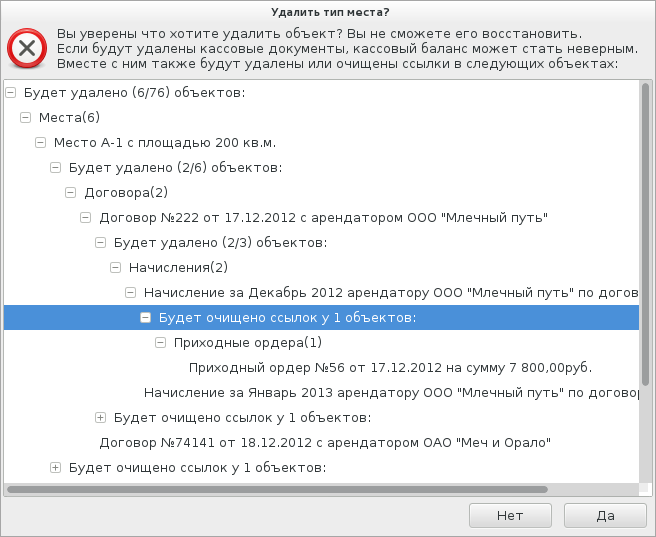 Удалить тип места?
Вы уверены что хотите удалить объект? Вы не сможете его восстановить.
Если будут удалены кассовые документы, кассовый баланс может стать неверным.
Вместе с ним также будут удалены или очищены ссылки в следующих объектах:
Будет удалено (6/76) объектов:
Места(6)
Место А-1 с площадью 200 кв.м.
Будет удалено (2/6) объектов:
Договора(2)
Договор №222 от 17.12.2012 с арендатором ООО "Млечный путь"
Будет удалено (2/3) объектов:
Начисления(2)
Начисление за Декабрь 2012 арендатору ООО "Млечный путь" по догов
Будет очищено ссылок у 1 объектов:
Приходные ордера(1)
Приходный ордер №56 от 17.12.2012 на сумму 7 800,00руб.
Начисление за Январь 2013 арендатору ООО "Млечный путь" по договор
Будет очищено ссылок у 1 объектов:
Договор №74141 от 18.12.2012 с арендатором ОАО "Меч и Орало"
Будет очищено ссылок у 1 объектов:
Нет
Да